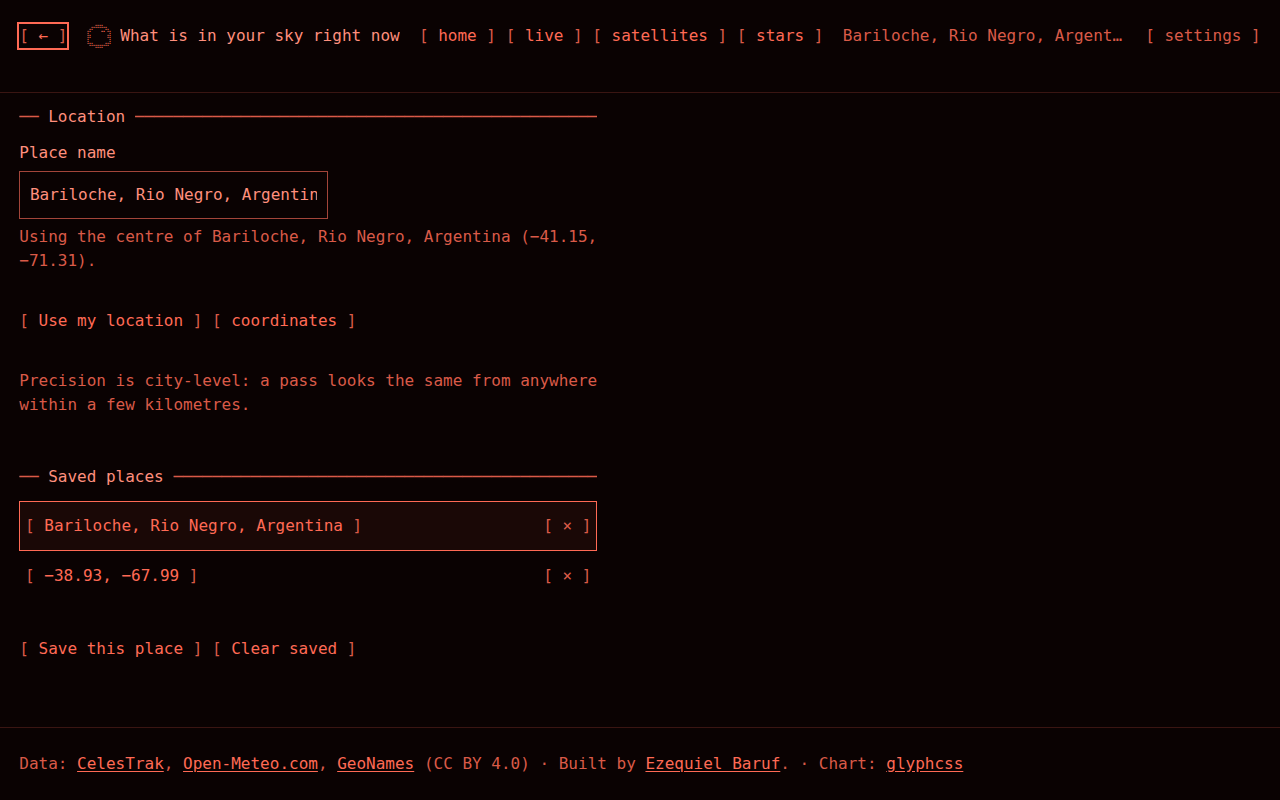 [ ← ] What is in your sky right now [ home ] [ live ] [ satellites ] [ stars ] Bariloche, Rio Negro, Argent… [ settings ]
── Location
Place name
Bariloche, Rio Negro, Argentin
Using the centre of Bariloche, Rio Negro, Argentina (−41.15,
−71.31).
[ Use my location ] [ coordinates ]
Precision is city-level: a pass looks the same from anywhere
within a few kilometres.
── Saved places
[ Bariloche, Rio Negro, Argentina ] [ × ]
[ −38.93, −67.99 ] [ × ]
[ Save this place ] [ Clear saved ]
Data: CelesTrak, Open-Meteo.com, GeoNames (CC BY 4.0) · Built by Ezequiel Baruf. · Chart: glyphcss